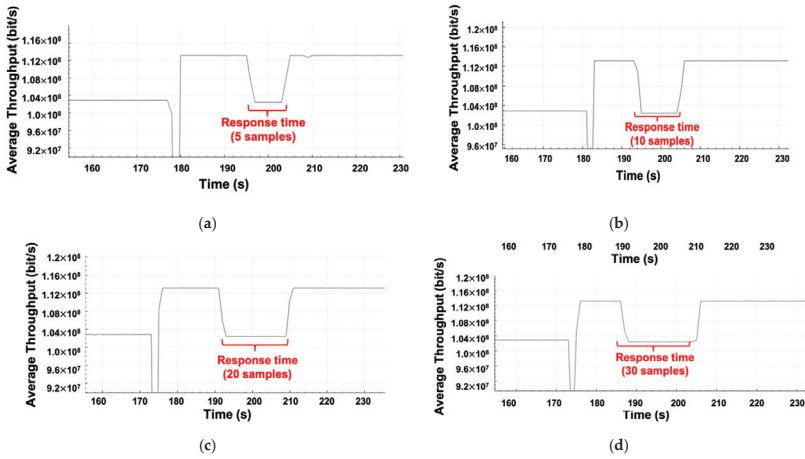 Average Throughput (bit/s)
1.16×10⁸
1.12×10⁸
1.08×10⁸
1.04×10⁸
1.0×10⁸
9.6×10⁷
9.2×10⁷
Response time
(5 samples)
160 170 180 190 200 210 220 230
Time (s)
(a)
Average Throughput (bit/s)
1.2×10⁸
1.16×10⁸
1.12×10⁸
1.08×10⁸
1.04×10⁸
1.0×10⁸
9.6×10⁷
Response time
(10 samples)
160 170 180 190 200 210 220 230
Time (s)
(b)
Average Throughput (bit/s)
1.2×10⁸
1.16×10⁸
1.12×10⁸
1.08×10⁸
1.04×10⁸
1.0×10⁸
9.6×10⁷
9.2×10⁷
Response time
(20 samples)
160 170 180 190 200 210 220 230
Time (s)
(c)
160 170 180 190 200 210 220 230
Time (s)
Average Throughput (bit/s)
1.2×10⁸
1.16×10⁸
1.12×10⁸
1.08×10⁸
1.04×10⁸
1.0×10⁸
9.6×10⁷
9.2×10⁷
Response time
(30 samples)
160 170 180 190 200 210 220 230
Time (s)
(d)